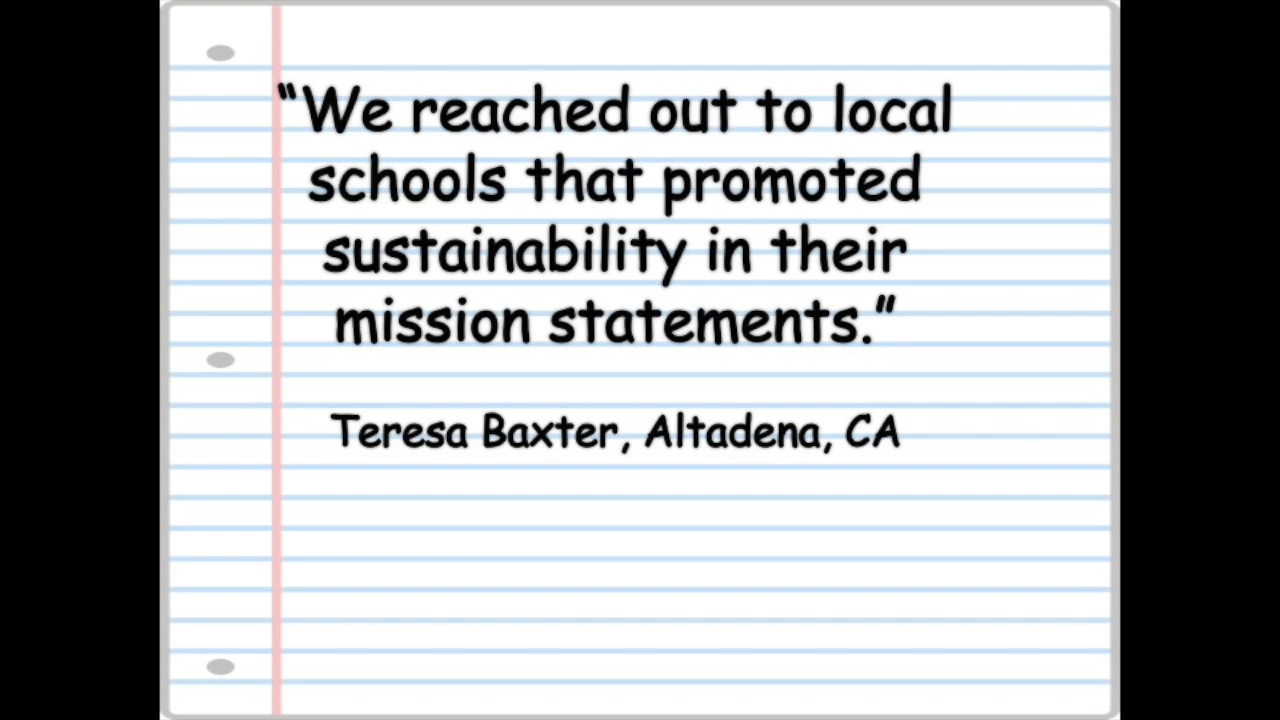 “We reached out to local
schools that promoted
sustainability in their
mission statements.”
Teresa Baxter, Altadena, CA